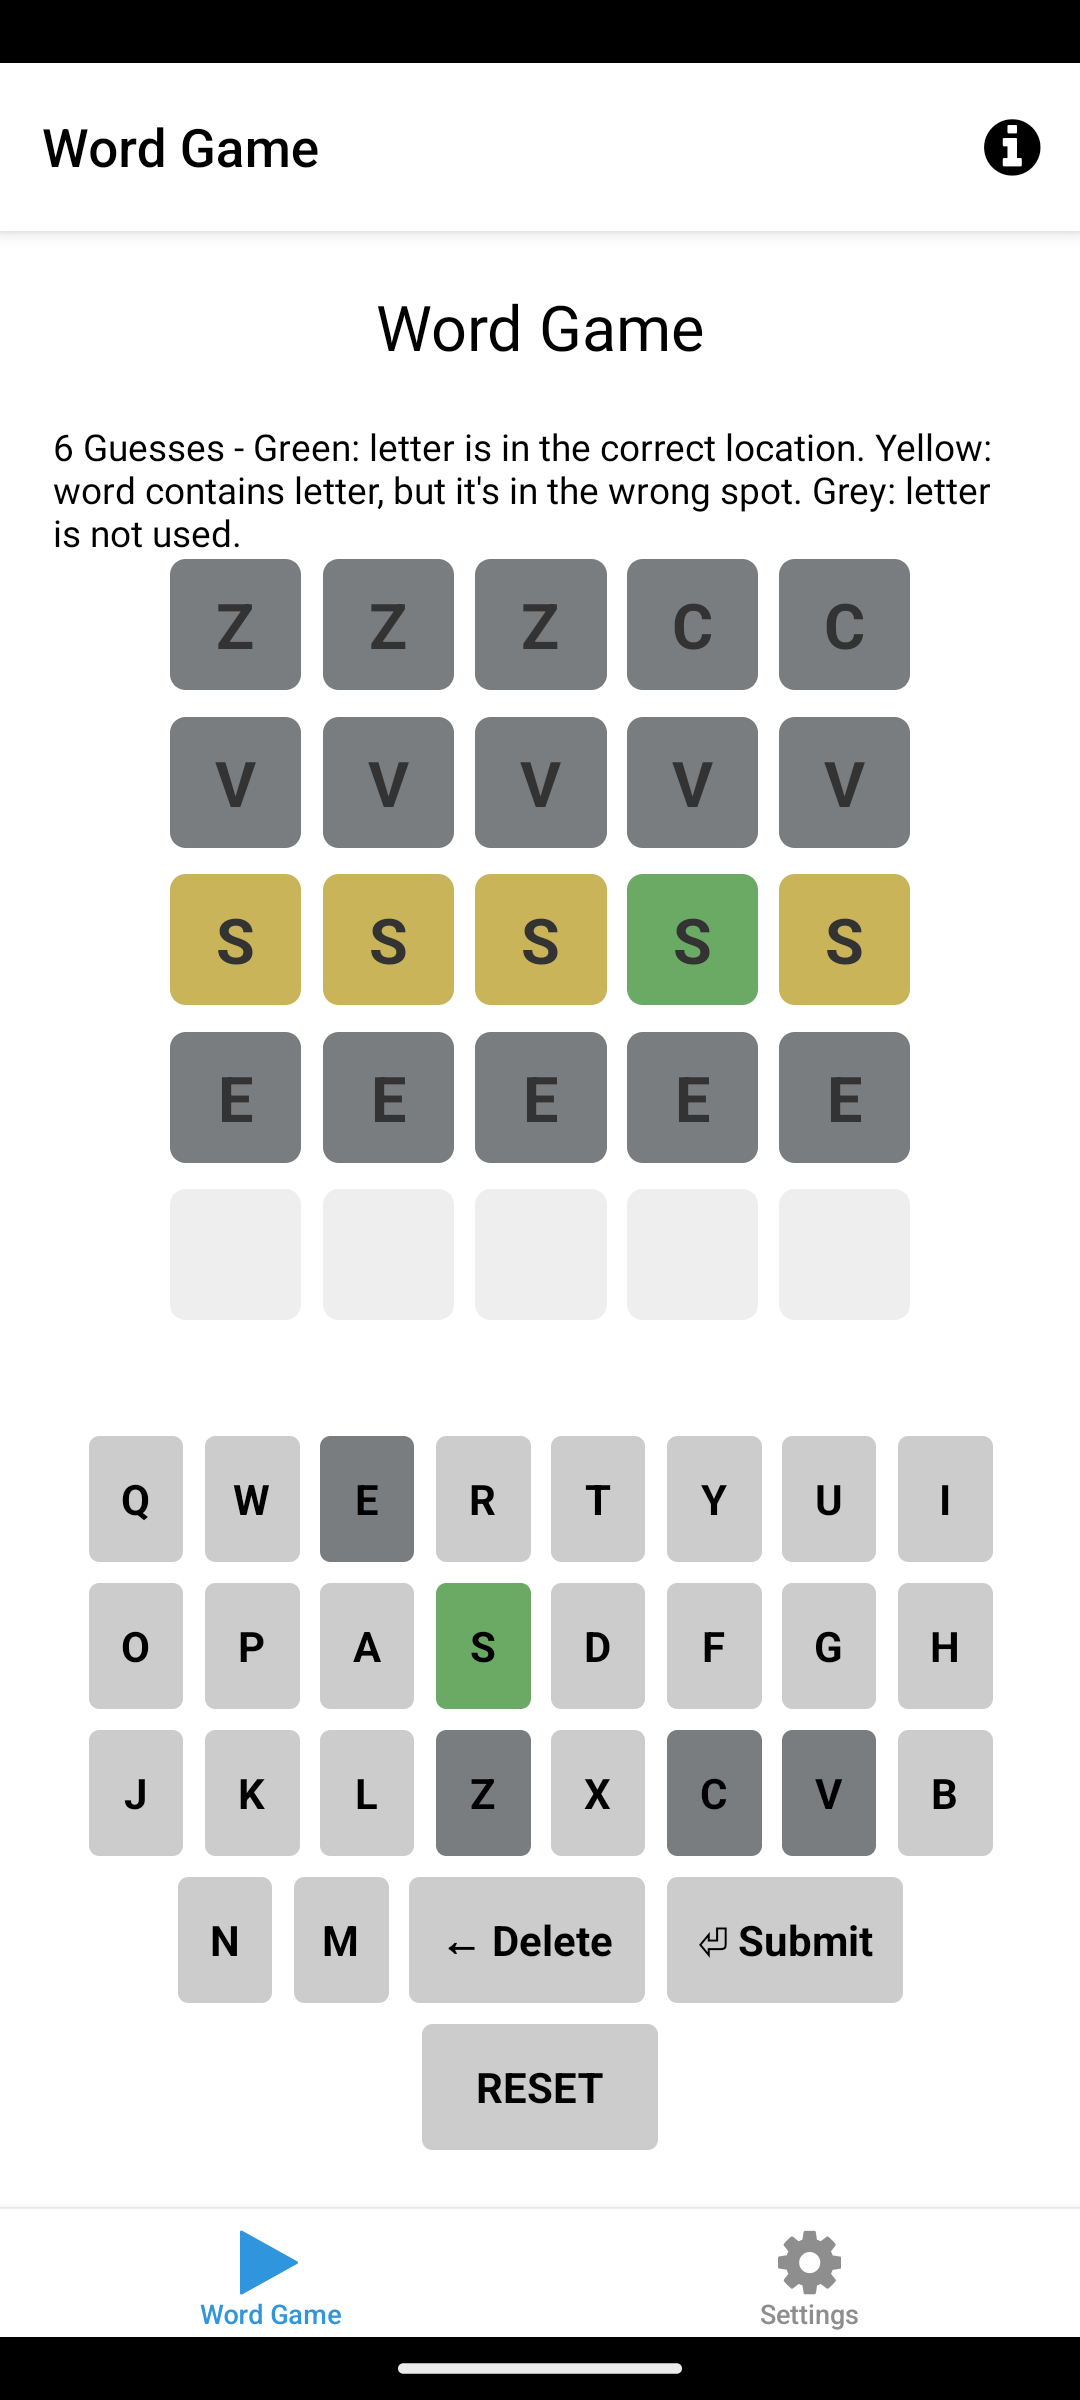 Word Game
Word Game
6 Guesses - Green: letter is in the correct location. Yellow:
word contains letter, but it's in the wrong spot. Grey: letter
is not used.
Z Z Z C C
V V V V V
S S S S S
E E E E E
Q W E R T Y U I
O P A S D F G H
J K L Z X C V B
N M ← Delete ⏎ Submit
RESET
Word Game Settings